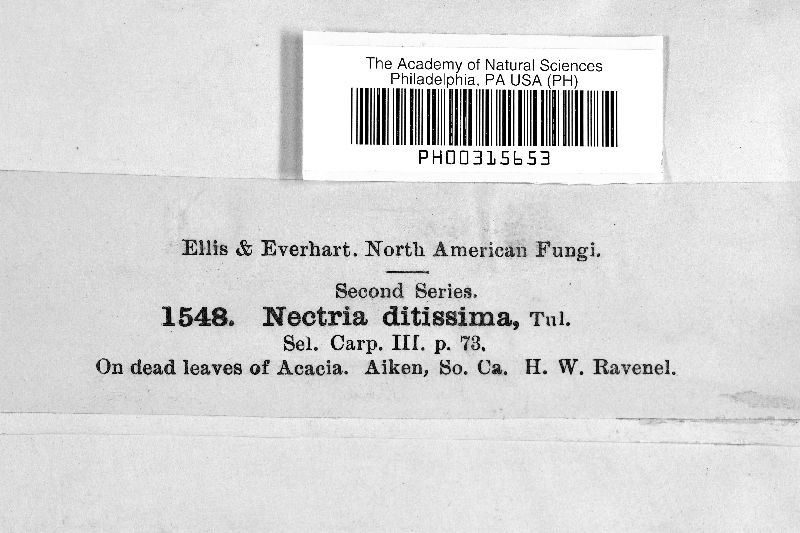 The Academy of Natural Sciences
Philadelphia, PA USA (PH)
PH00315653
Ellis & Everhart. North American Fungi.
Second Series.
1548. Nectria ditissima, Tul.
Sel. Carp. III. p. 73.
On dead leaves of Acacia. Aiken, So. Ca. H. W. Ravenel.